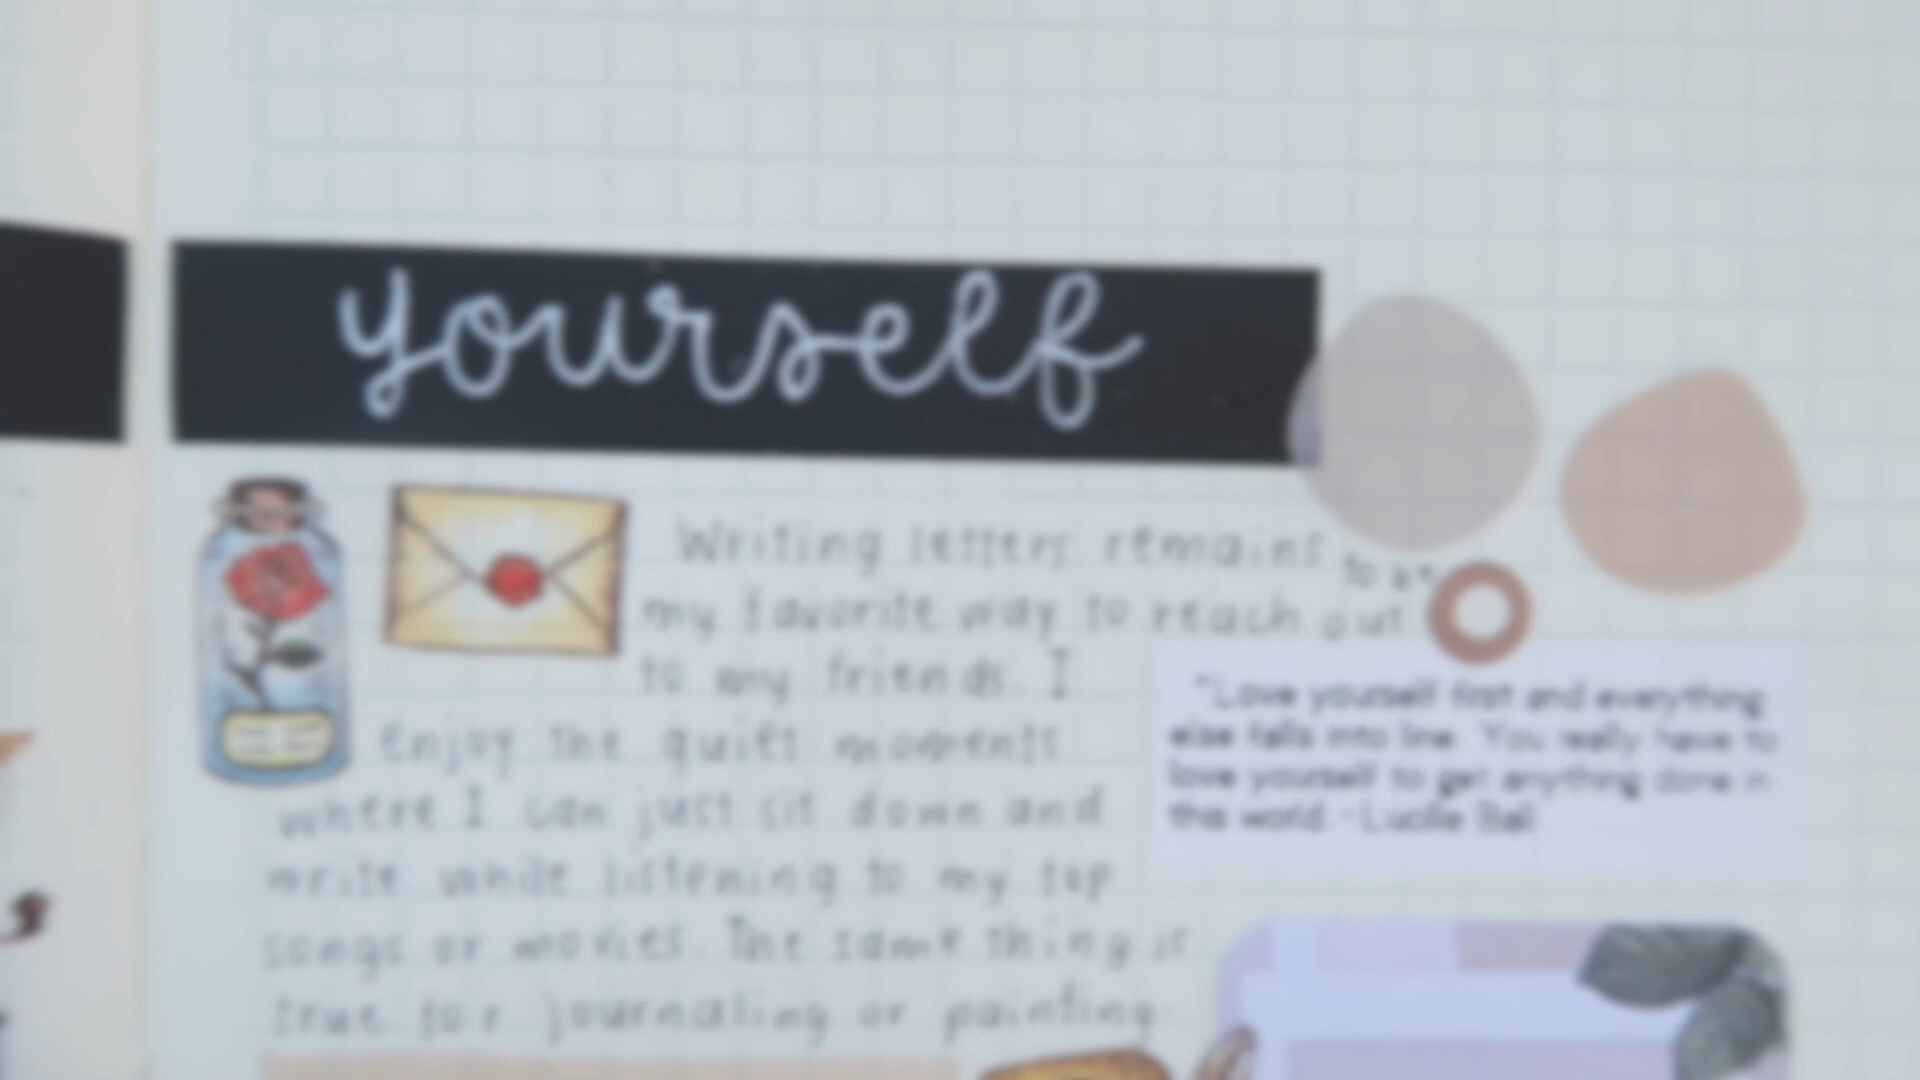 yourself
Writing letters remains to be
my favorite way to reach out
to my friends. I
enjoy the quiet moments
where I can just sit down and
write while listening to my top
songs or movies. The same thing is
true for journaling or painting.
"Love yourself first and everything
else falls into line. You really have to
love yourself to get anything done in
this world. - Lucille Ball